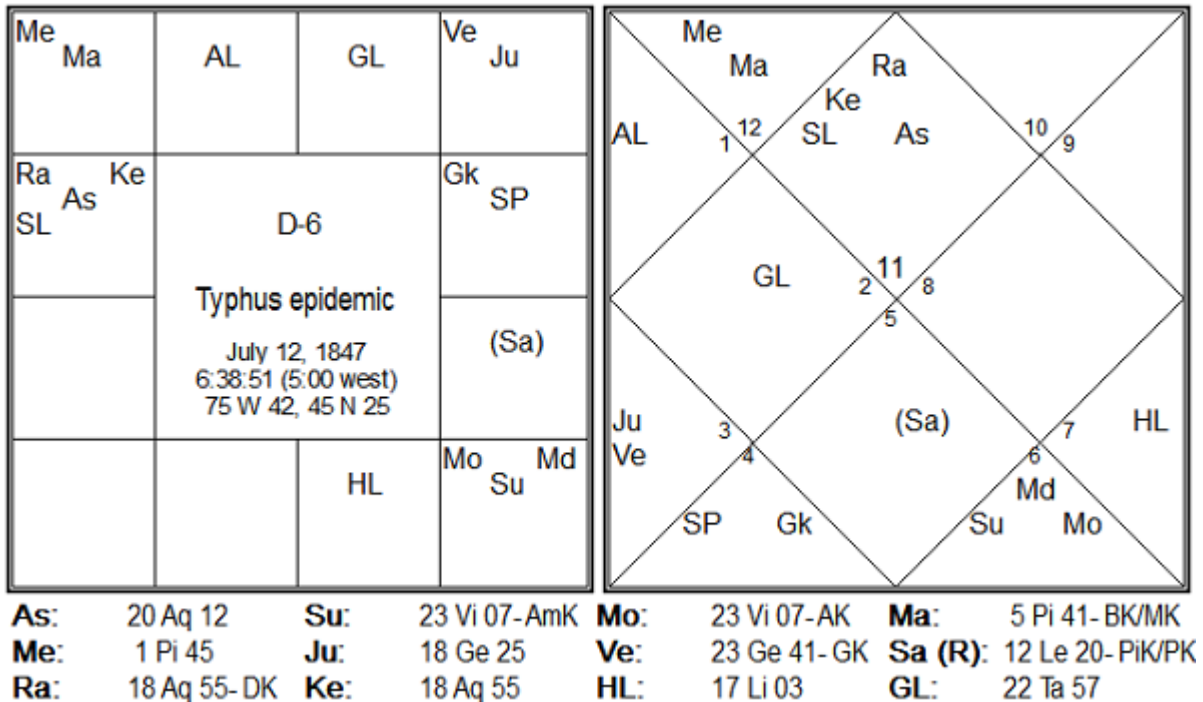 Me
Ma
AL
GL
Ve
Ju
Ra Ke
As
SL
Gk
SP
D-6
Typhus epidemic
July 12, 1847
6:38:51 (5:00 west)
75 W 42, 45 N 25
(Sa)
HL
Mo Md
Su
Me
Ma
Ra
Ke
SL As
AL
12
1
10
9
GL
11
2 8
5
Ju
Ve
3
4
(Sa)
7
6
HL
SP Gk
Md
Su Mo
As: 20 Aq 12 Su: 23 Vi 07-AmK Mo: 23 Vi 07-AK Ma: 5 Pi 41-BK/MK
Me: 1 Pi 45 Ju: 18 Ge 25 Ve: 23 Ge 41-GK Sa (R): 12 Le 20-PiK/PK
Ra: 18 Aq 55-DK Ke: 18 Aq 55 HL: 17 Li 03 GL: 22 Ta 57